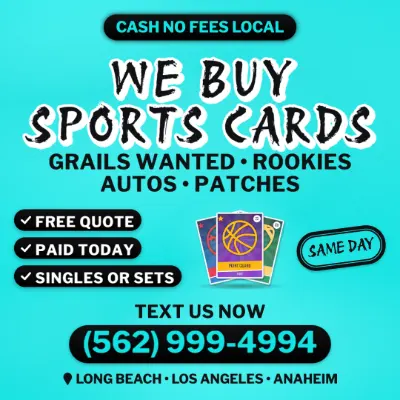 CASH NO FEES LOCAL
WE BUY
SPORTS CARDS
GRAILS WANTED • ROOKIES
AUTOS • PATCHES
✓ FREE QUOTE
✓ PAID TODAY
✓ SINGLES OR SETS
SAME DAY
TEXT US NOW
(562) 999-4994
LONG BEACH • LOS ANGELES • ANAHEIM